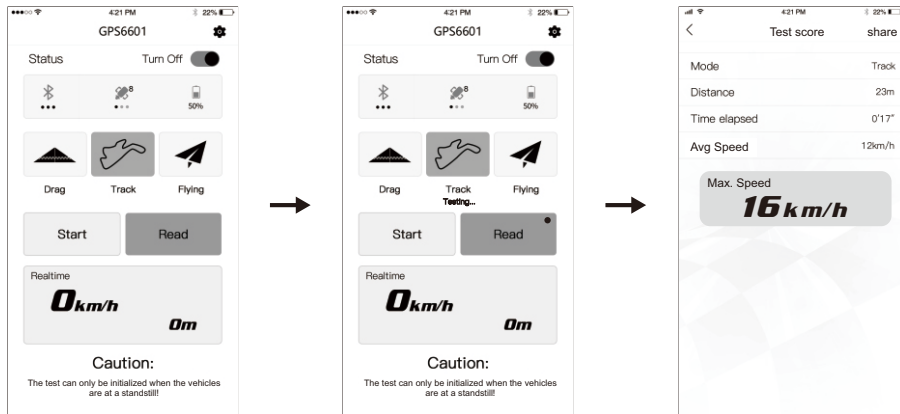 4:21 PM
22%
GPS6601
Status
Turn Off
8
50%
Drag
Track
Flying
Start
Read
Realtime
0km/h
0m
Caution:
The test can only be initialized when the vehicles
are at a standstill!
4:21 PM
22%
GPS6601
Status
Turn Off
8
50%
Drag
Track
Flying
Testing...
Start
Read
Realtime
0km/h
0m
Caution:
The test can only be initialized when the vehicles
are at a standstill!
4:21 PM
22%
Test score
share
Mode
Track
Distance
23m
Time elapsed
0'17"
Avg Speed
12km/h
Max. Speed
16km/h